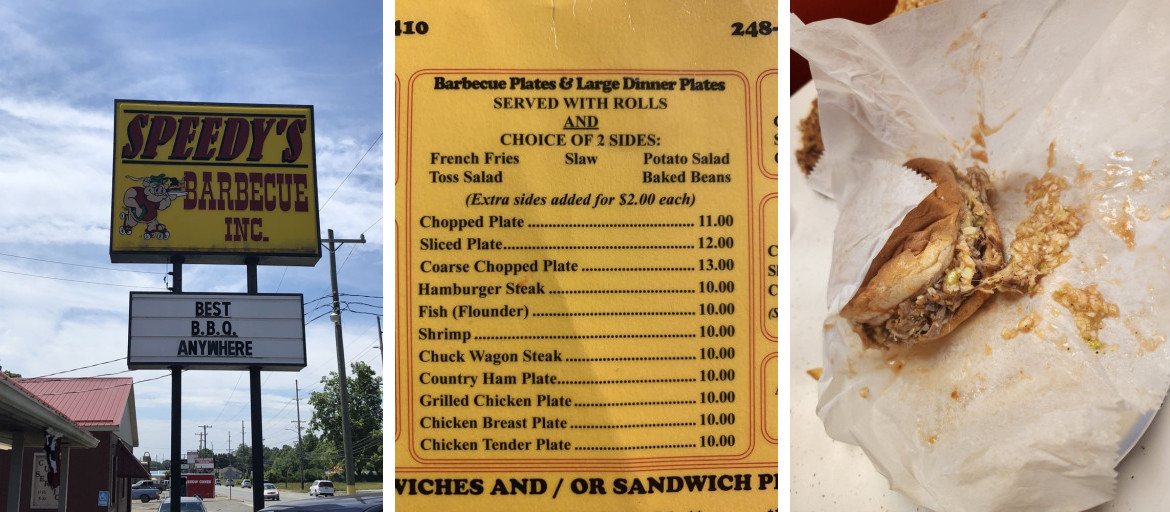 SPEEDY'S
BARBECUE
INC.
BEST
B.B.Q.
ANYWHERE
410
248-
Barbecue Plates & Large Dinner Plates
SERVED WITH ROLLS
AND
CHOICE OF 2 SIDES:
French Fries Slaw Potato Salad
Toss Salad Baked Beans
(Extra sides added for $2.00 each)
Chopped Plate 11.00
Sliced Plate 12.00
Coarse Chopped Plate 13.00
Hamburger Steak 10.00
Fish (Flounder) 10.00
Shrimp 10.00
Chuck Wagon Steak 10.00
Country Ham Plate 10.00
Grilled Chicken Plate 10.00
Chicken Breast Plate 10.00
Chicken Tender Plate 10.00
WICHES AND / OR SANDWICH P